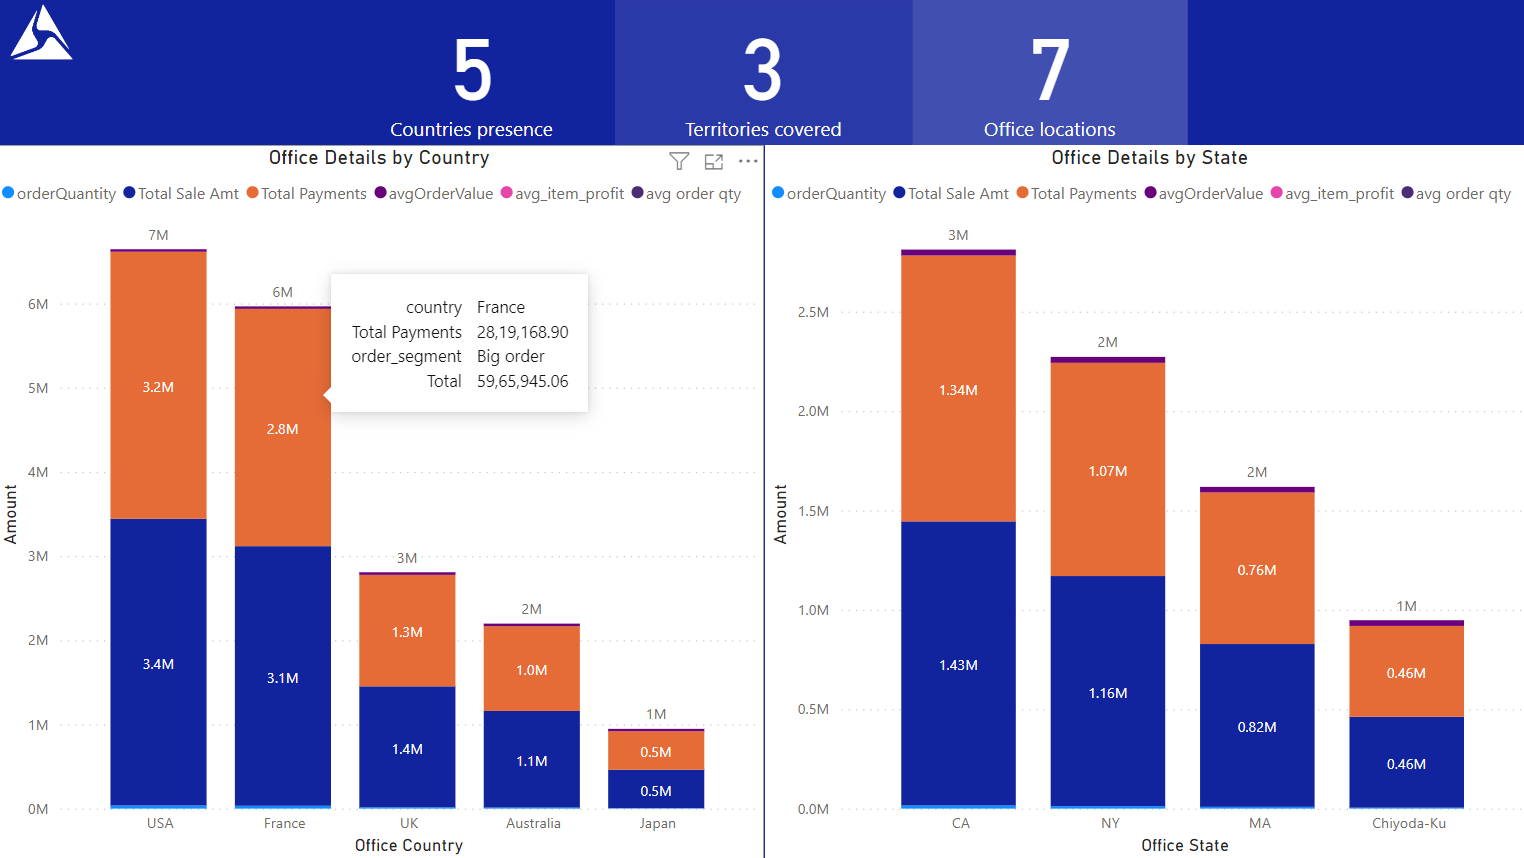 5
Countries presence
3
Territories covered
7
Office locations
Office Details by Country
orderQuantity Total Sale Amt Total Payments avgOrderValue avg_item_profit avg order qty
7M
6M
6M
country France
Total Payments 28,19,168.90
order_segment Big order
Total 59,65,945.06
5M
3.2M
2.8M
4M
Amount
3M
3M
2M
2M
1.3M
1.0M
3.4M
3.1M
1M
1M
1.4M
1.1M
0.5M
0.5M
0M
USA France UK Australia Japan
Office Country
Office Details by State
orderQuantity Total Sale Amt Total Payments avgOrderValue avg_item_profit avg order qty
3M
2.5M
2M
1.34M
2.0M
1.07M
2M
Amount
1.5M
0.76M
1.0M
1M
1.43M
1.16M
0.46M
0.5M
0.82M
0.46M
0.0M
CA NY MA Chiyoda-Ku
Office State